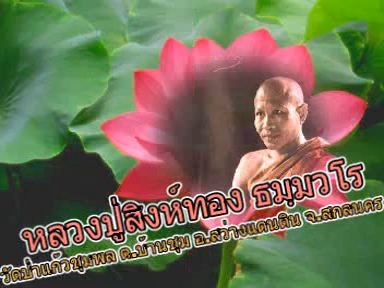 หลวงปู่สิงห์ทอง ธมฺมวโร
วัดป่าแก้วชุมพล ต.บ้านชุม อ.สว่างแดนดิน จ.สกลนคร